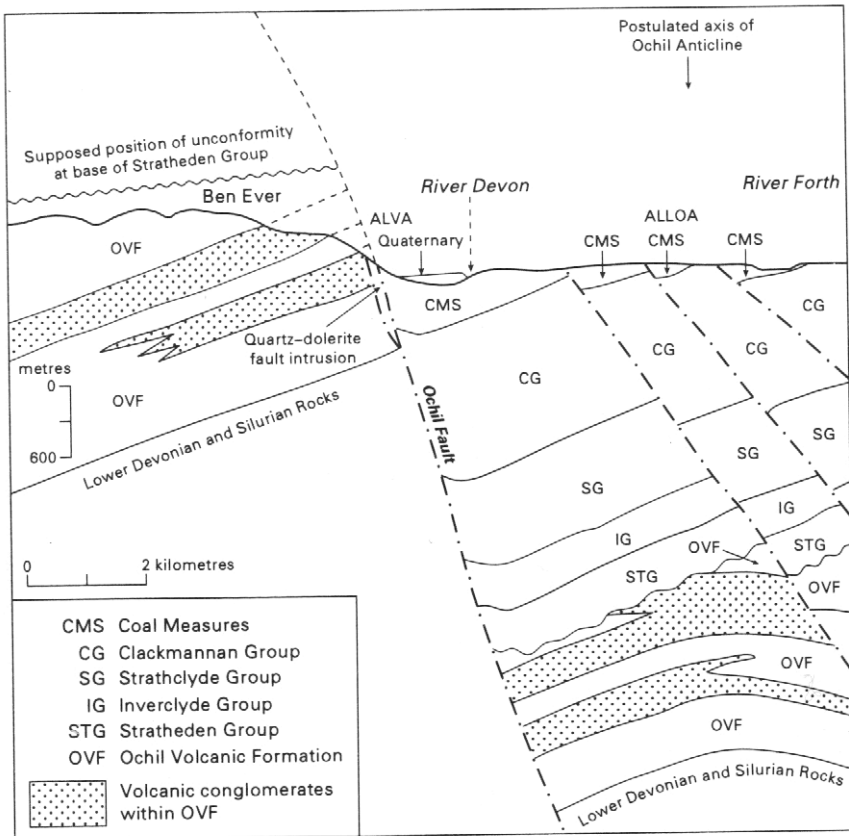 Postulated axis of
Ochil Anticline
Supposed position of unconformity
at base of Stratheden Group
Ben Ever
River Devon
River Forth
ALVA
Quaternary
ALLOA
CMS
CMS
CMS
OVF
CMS
CG
Quartz–dolerite
fault intrusion
CG
CG
CG
metres
0
600
OVF
Lower Devonian and Silurian Rocks
Ochil Fault
SG
SG
SG
IG
IG
0
2 kilometres
OVF
STG
STG
OVF
OVF
OVF
Lower Devonian and Silurian Rocks
CMS Coal Measures
CG Clackmannan Group
SG Strathclyde Group
IG Inverclyde Group
STG Stratheden Group
OVF Ochil Volcanic Formation
Volcanic conglomerates
within OVF